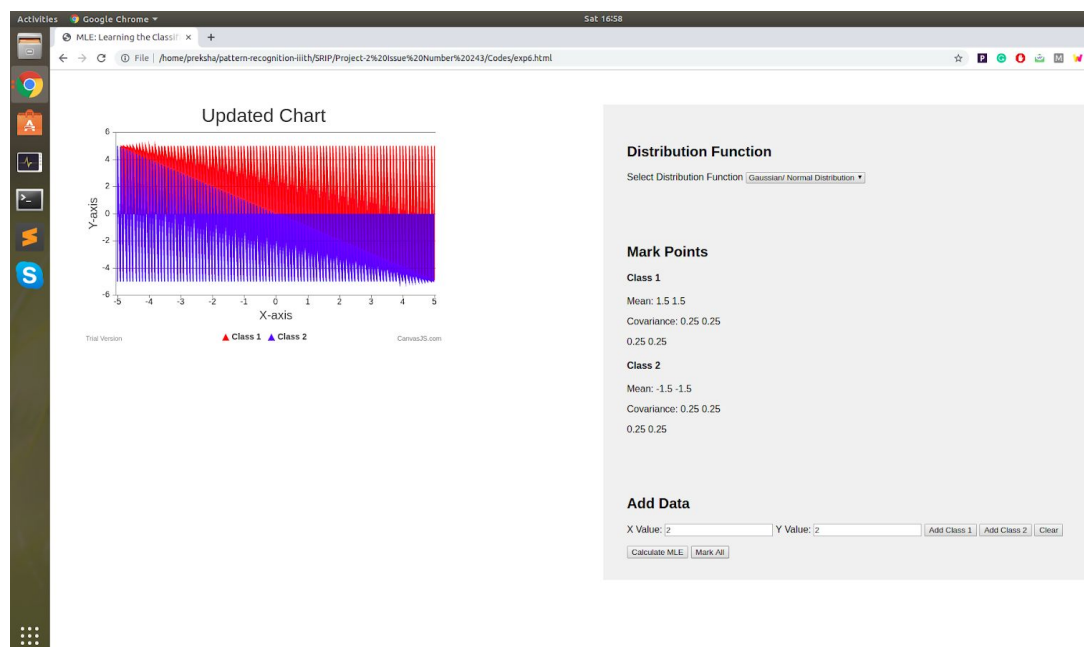 Activities Google Chrome Sat 16:58
MLE: Learning the Classif
File | /home/preksha/pattern-recognition-iiith/SRIP/Project-2%20Issue%20Number%20243/Codes/exp6.html
Updated Chart
6
4
2
0
-2
-4
-6
Y-axis
-5 -4 -3 -2 -1 0 1 2 3 4 5
X-axis
Class 1 Class 2
Trial Version CanvasJS.com
Distribution Function
Select Distribution Function Gaussian/ Normal Distribution
Mark Points
Class 1
Mean: 1.5 1.5
Covariance: 0.25 0.25
0.25 0.25
Class 2
Mean: -1.5 -1.5
Covariance: 0.25 0.25
0.25 0.25
Add Data
X Value: 2 Y Value: 2 Add Class 1 Add Class 2 Clear
Calculate MLE Mark All